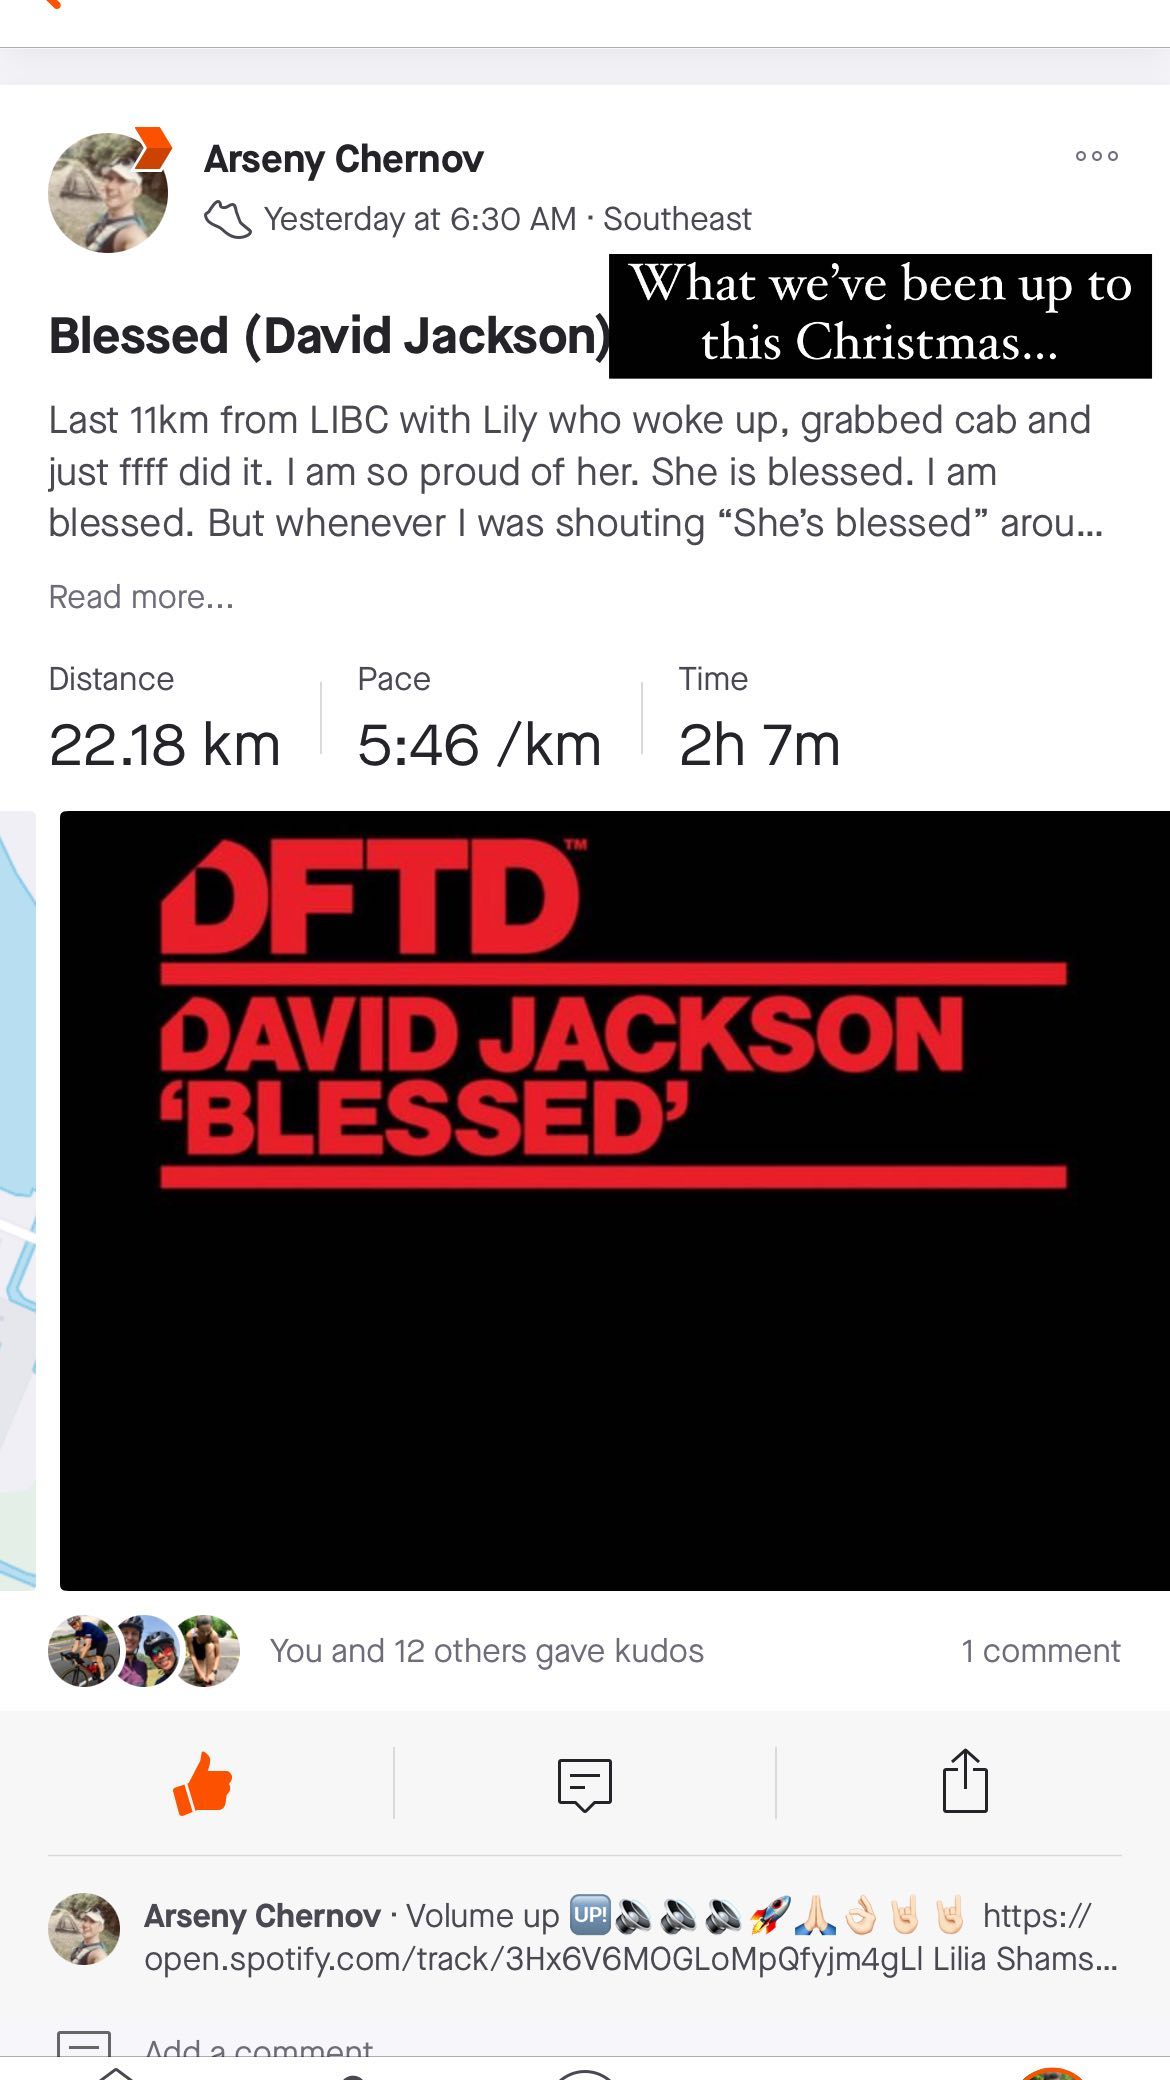 Arseny Chernov
Yesterday at 6:30 AM · Southeast
What we’ve been up to
this Christmas...
Blessed (David Jackson)
Last 11km from LIBC with Lily who woke up, grabbed cab and
just ffff did it. I am so proud of her. She is blessed. I am
blessed. But whenever I was shouting “She’s blessed” arou...
Read more...
Distance
Pace
Time
22.18 km
5:46 /km
2h 7m
DFTD™
DAVID JACKSON
‘BLESSED’
You and 12 others gave kudos
1 comment
Arseny Chernov · Volume up 🆙🔊🔊🔊🚀🙏🏻👌🏻🤘🏻🤘🏻 https://
open.spotify.com/track/3Hx6V6MOGLoMpQfyjm4gLl Lilia Shams...
Add a comment